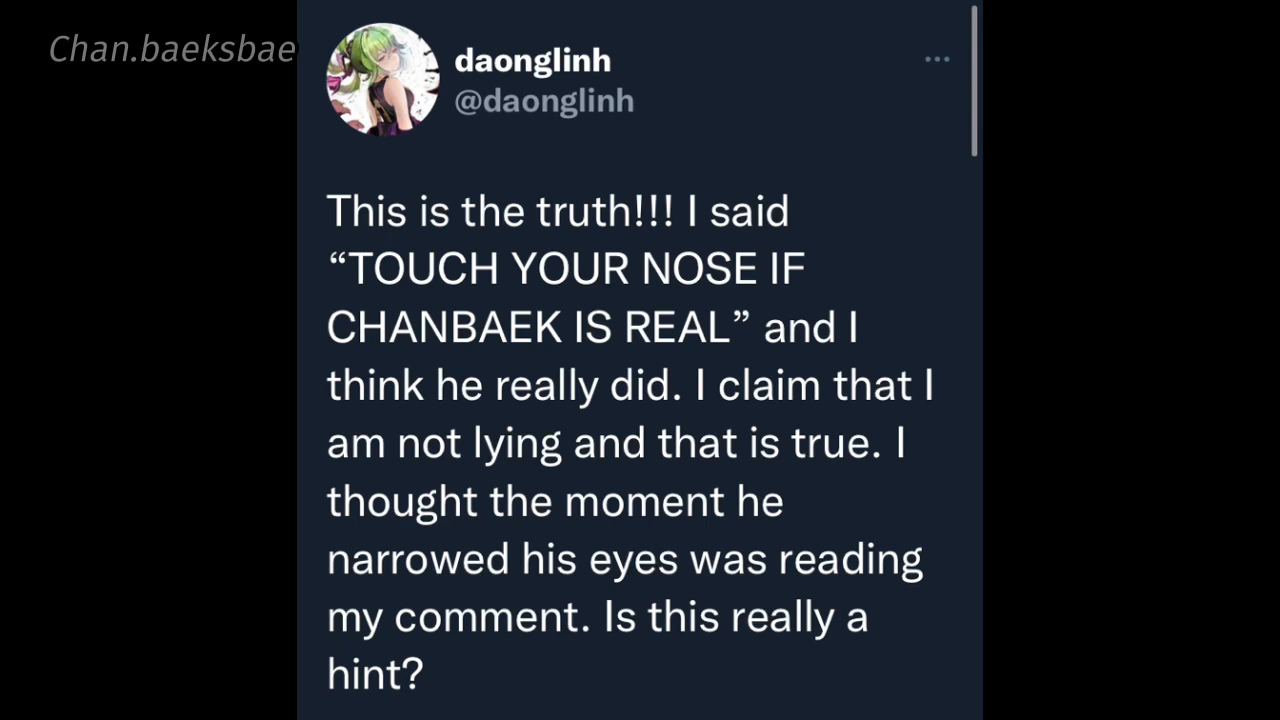 Chan.baeksbae
daonglinh
@daonglinh
This is the truth!!! I said
“TOUCH YOUR NOSE IF
CHANBAEK IS REAL” and I
think he really did. I claim that I
am not lying and that is true. I
thought the moment he
narrowed his eyes was reading
my comment. Is this really a
hint?